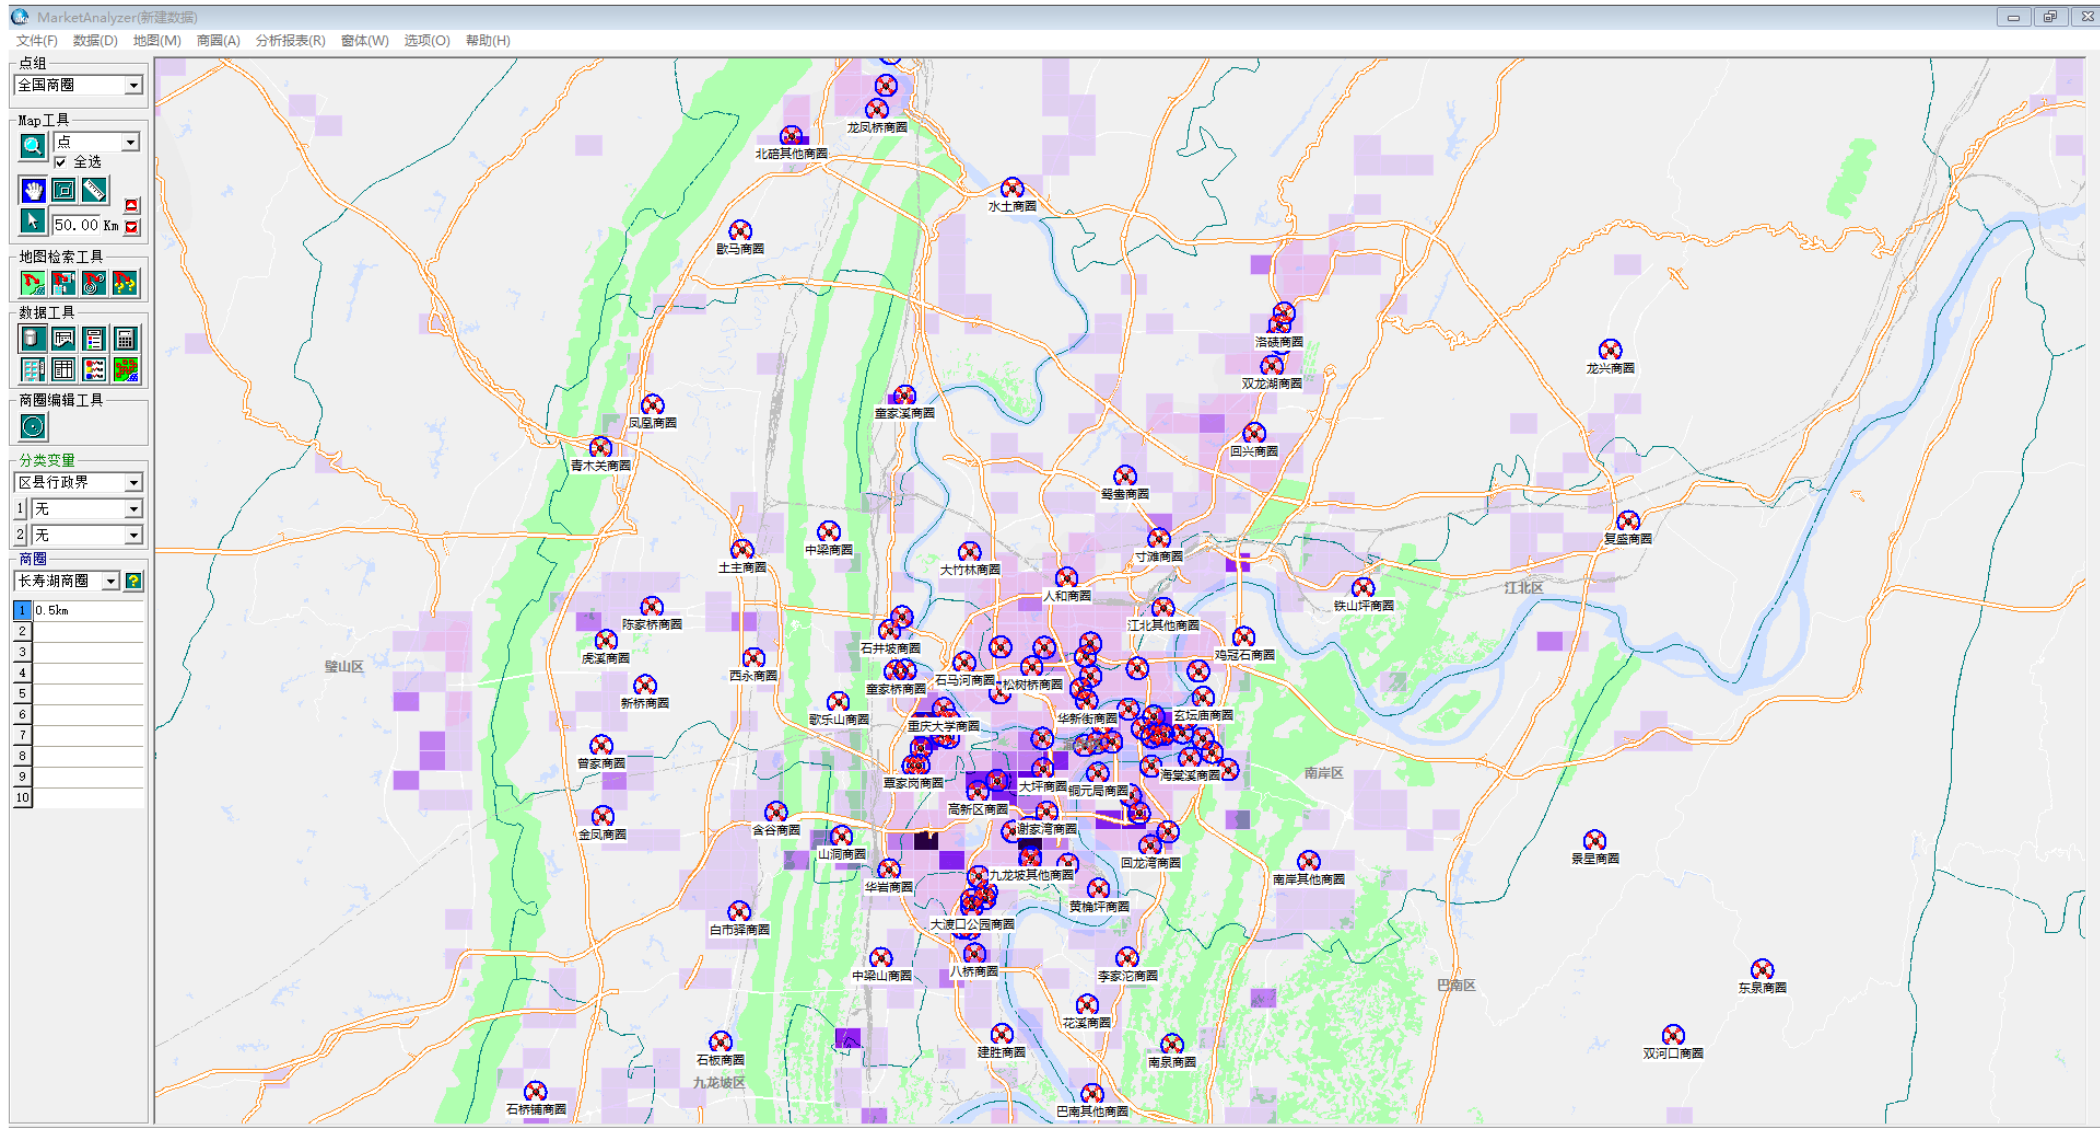 MarketAnalyzer(新建数据)
文件(F) 数据(D) 地图(M) 商圈(A) 分析报表(R) 窗体(W) 选项(O) 帮助(H)
点组
全国商圈
Map工具
点
全选
50.00 Km
地图检索工具
数据工具
商圈编辑工具
分类变量
区县行政界
1 无
2 无
商圈
长寿湖商圈
1 0.5km
2
3
4
5
6
7
8
9
10
龙凤桥商圈
北碚其他商圈
水土商圈
歇马商圈
洛碛商圈
龙兴商圈
双龙湖商圈
童家溪商圈
凤凰商圈
回兴商圈
青木关商圈
鸳鸯商圈
复盛商圈
中梁商圈
寸滩商圈
土主商圈
大竹林商圈
江北区
人和商圈
铁山坪商圈
陈家桥商圈
江北其他商圈
石井坡商圈
虎溪商圈
鸡冠石商圈
璧山区
西永商圈
石马河商圈
松树桥商圈
童家桥商圈
新桥商圈
歌乐山商圈
华新街商圈
玄坛庙商圈
重庆大学商圈
曾家商圈
南岸区
海棠溪商圈
覃家岗商圈
大坪商圈
铜元局商圈
高新区商圈
含谷商圈
谢家湾商圈
金凤商圈
山洞商圈
景星商圈
回龙湾商圈
九龙坡其他商圈
南岸其他商圈
华岩商圈
黄桷坪商圈
大渡口公园商圈
白市驿商圈
八桥商圈
中梁山商圈
李家沱商圈
巴南区
东泉商圈
花溪商圈
建胜商圈
双河口商圈
石板商圈
南泉商圈
九龙坡区
石桥铺商圈
巴南其他商圈